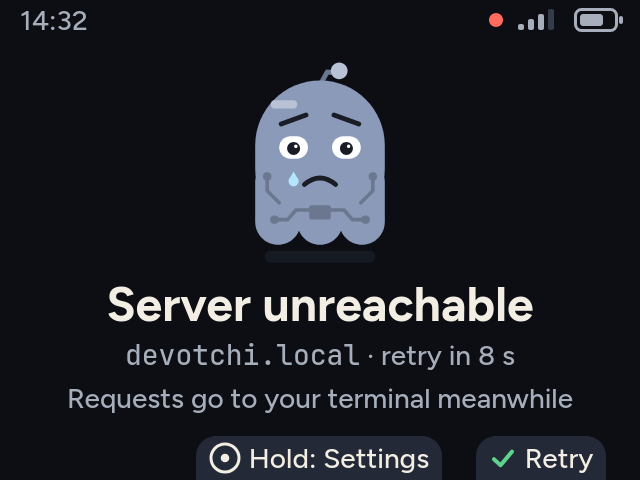 14:32
Server unreachable
devotchi.local · retry in 8 s
Requests go to your terminal meanwhile
Hold: Settings
Retry